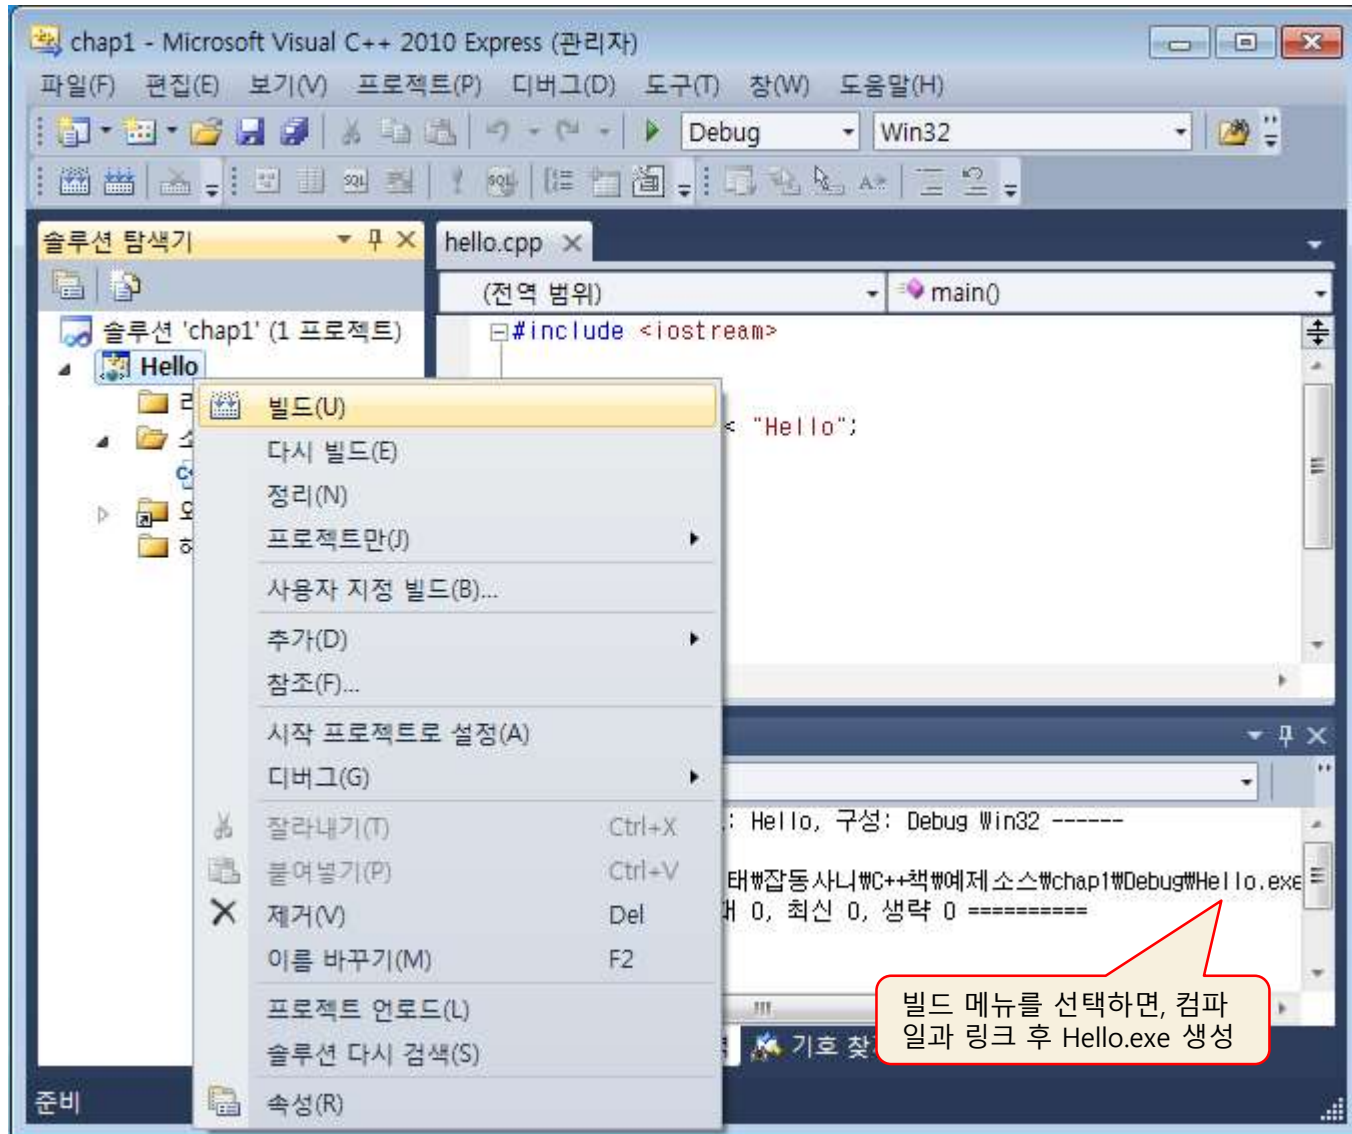 chap1 - Microsoft Visual C++ 2010 Express (관리자)
파일(F) 편집(E) 보기(V) 프로젝트(P) 디버그(D) 도구(T) 창(W) 도움말(H)
Debug Win32
솔루션 탐색기
hello.cpp
(전역 범위) main()
솔루션 'chap1' (1 프로젝트)
Hello
#include <iostream>
< "Hello";
빌드(U)
다시 빌드(E)
정리(N)
프로젝트만(J)
사용자 지정 빌드(B)...
추가(D)
참조(F)...
시작 프로젝트로 설정(A)
디버그(G)
잘라내기(T) Ctrl+X
붙여넣기(P) Ctrl+V
제거(V) Del
이름 바꾸기(M) F2
프로젝트 언로드(L)
솔루션 다시 검색(S)
속성(R)
: Hello, 구성: Debug Win32 ------
태₩잡동사니₩C++책₩예제소스₩chap1₩Debug₩Hello.exe
0, 최신 0, 생략 0 ==========
빌드 메뉴를 선택하면, 컴파
일과 링크 후 Hello.exe 생성
기호 찾
준비